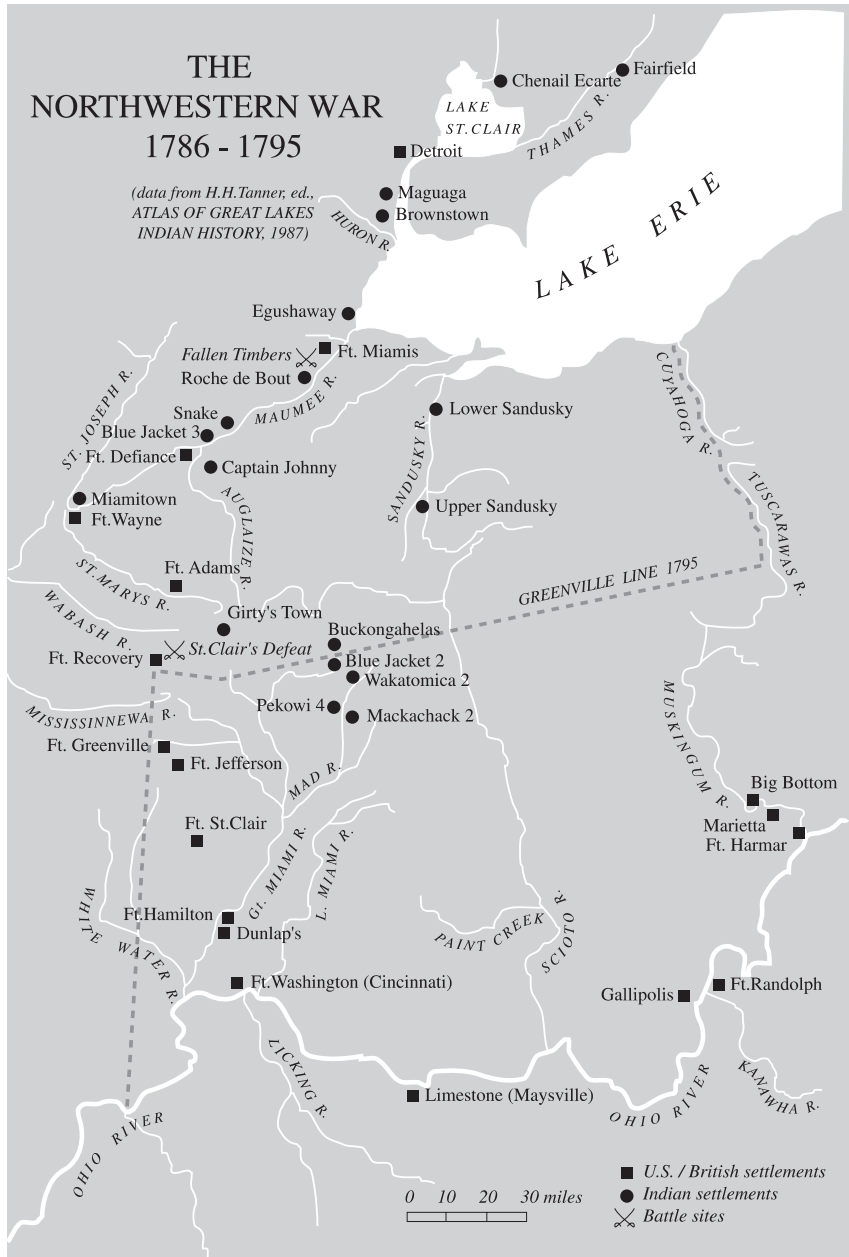 THE
NORTHWESTERN WAR
1786 - 1795
(data from H.H.Tanner, ed.,
ATLAS OF GREAT LAKES
INDIAN HISTORY, 1987)
Chenail Ecarte
Fairfield
LAKE
ST.CLAIR
THAMES R.
Detroit
Maguaga
Brownstown
HURON R.
LAKE ERIE
Egushaway
Fallen Timbers
Ft. Miamis
Roche de Bout
MAUMEE R.
CUYAHOGA R.
ST. JOSEPH R.
Snake
Blue Jacket 3
Ft. Defiance
Captain Johnny
Lower Sandusky
SANDUSKY R.
Miamitown
Ft.Wayne
AUGLAIZE R.
Upper Sandusky
TUSCARAWAS R.
ST.MARYS R.
Ft. Adams
GREENVILLE LINE 1795
WABASH R.
Girty's Town
Buckongahelas
St.Clair's Defeat
Ft. Recovery
Blue Jacket 2
Wakatomica 2
Pekowi 4
Mackachack 2
MISSISSINNEWA R.
MUSKINGUM R.
Ft. Greenville
Ft. Jefferson
MAD R.
Big Bottom
Marietta
Ft. Harmar
Ft. St.Clair
Gt. MIAMI R.
L. MIAMI R.
WHITE WATER R.
Ft.Hamilton
Dunlap's
PAINT CREEK
SCIOTO R.
Ft.Washington (Cincinnati)
Gallipolis
Ft.Randolph
LICKING R.
KANAWHA R.
Limestone (Maysville)
OHIO RIVER
OHIO RIVER
U.S. / British settlements
Indian settlements
Battle sites
0 10 20 30 miles